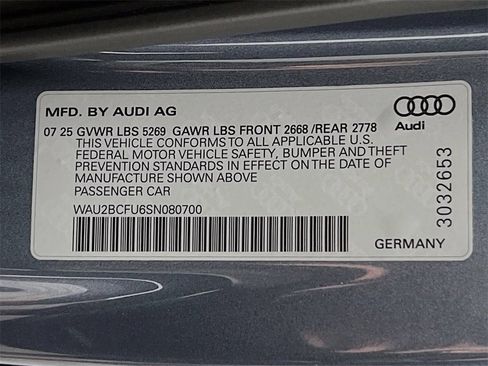 MFD. BY AUDI AG
07 25 GVWR LBS 5269 GAWR LBS FRONT 2668/REAR 2778
THIS VEHICLE CONFORMS TO ALL APPLICABLE U.S.
FEDERAL MOTOR VEHICLE SAFETY, BUMPER AND THEFT
PREVENTION STANDARDS IN EFFECT ON THE DATE OF
MANUFACTURE SHOWN ABOVE
PASSENGER CAR
WAU2BCFU6SN080700
Audi
3032653
GERMANY